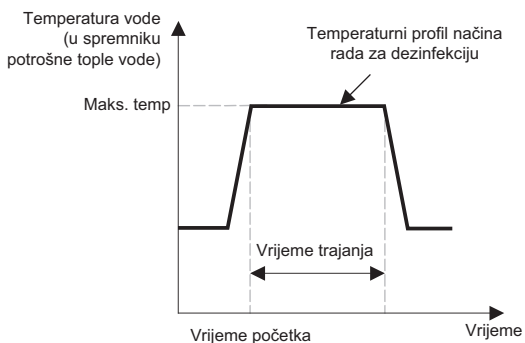 Temperatura vode
(u spremniku
potrošne tople vode)
Temperaturni profil načina
rada za dezinfekciju
Maks. temp
Vrijeme trajanja
Vrijeme početka
Vrijeme